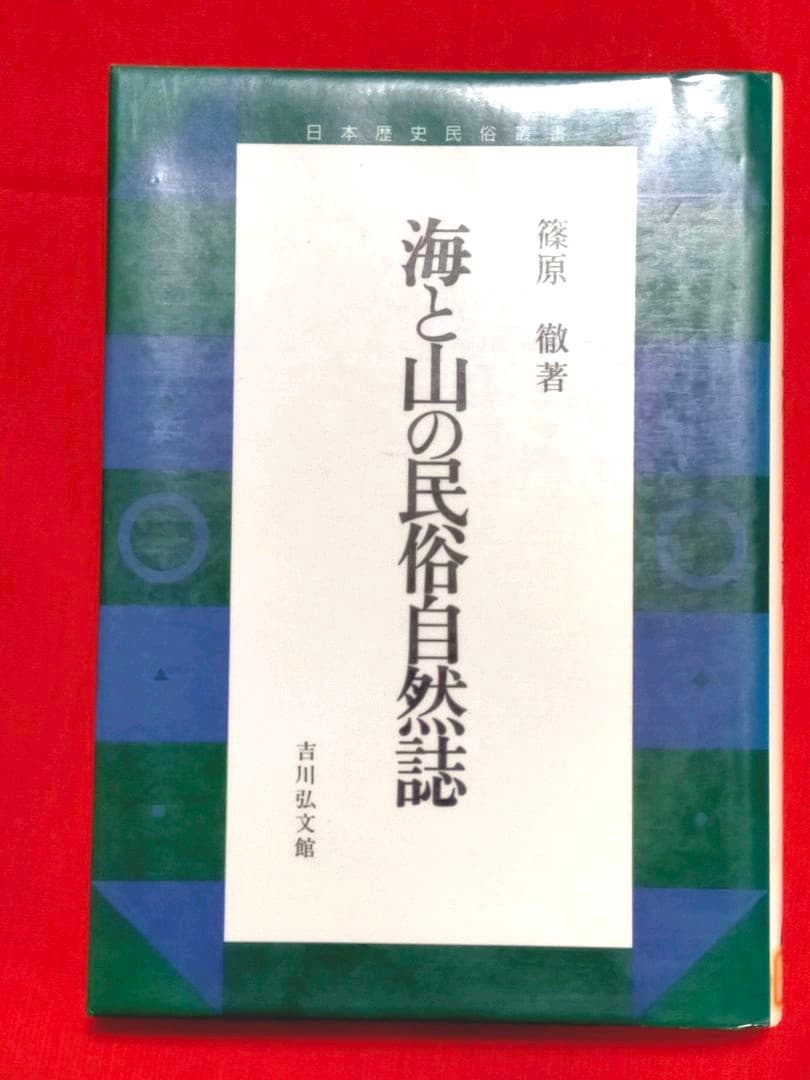 日本歴史民俗叢書
篠原 徹著
海と山の民俗自然誌
吉川弘文館